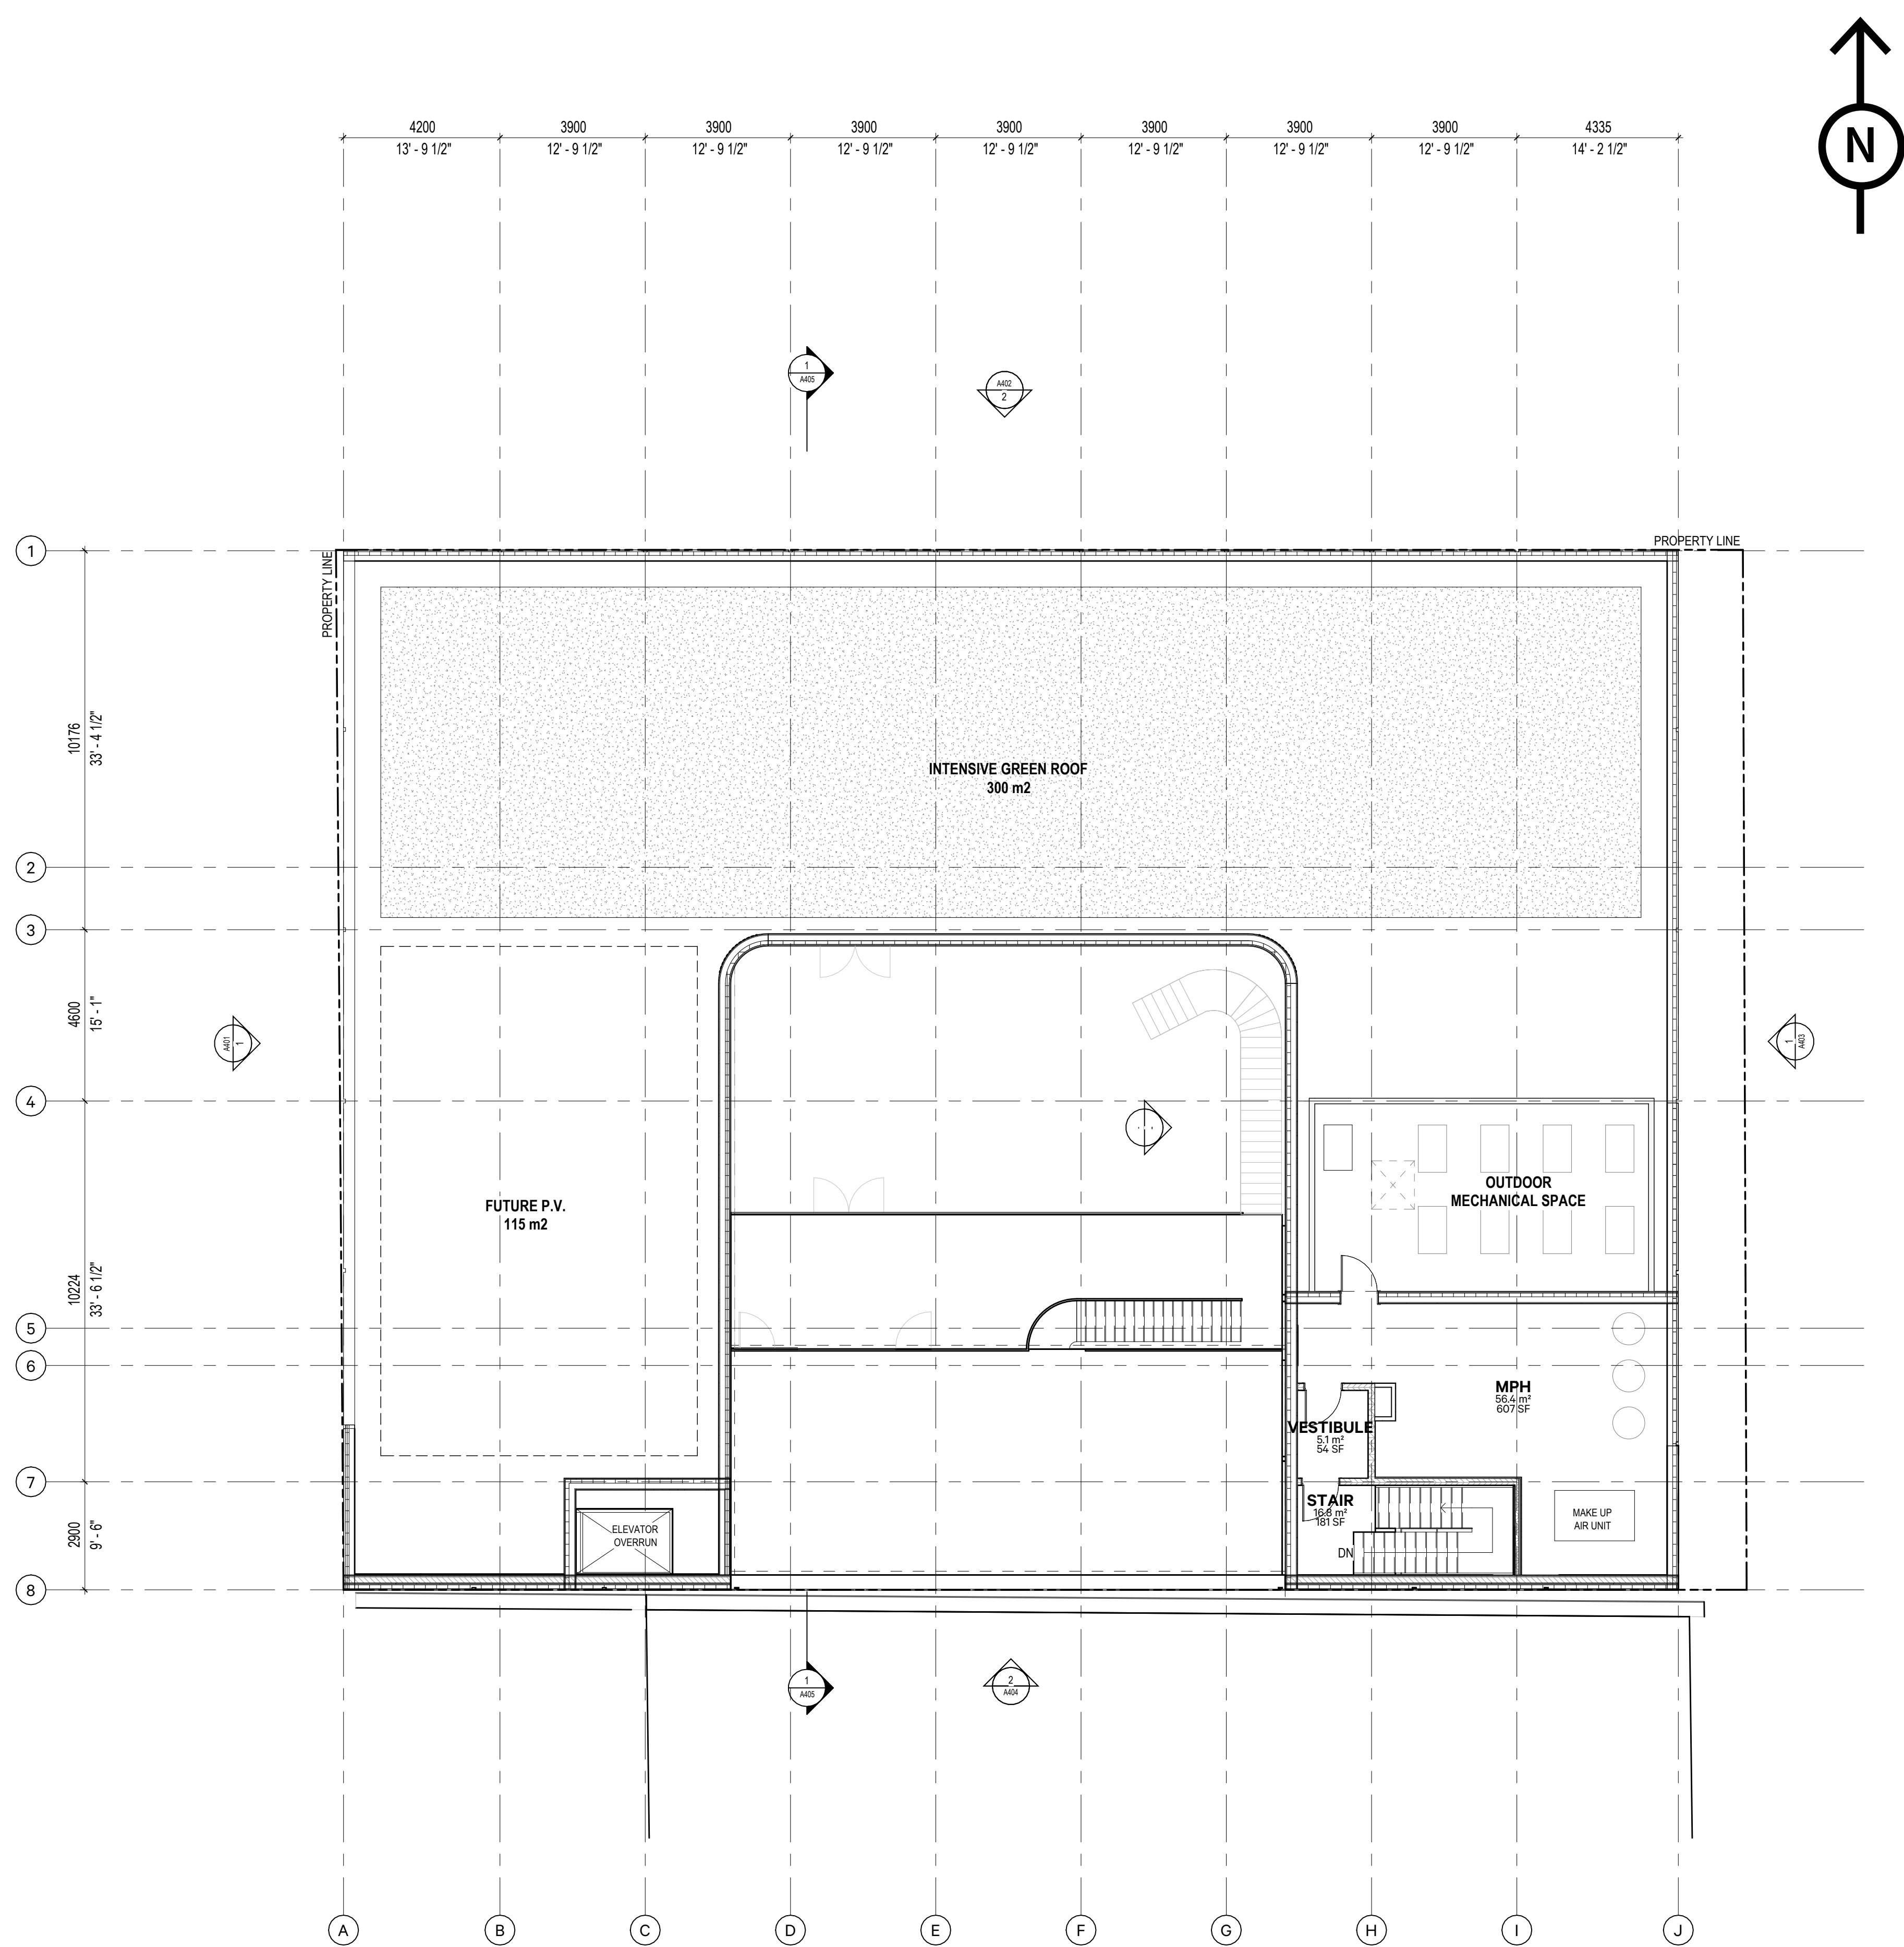 N
4200 3900 3900 3900 3900 3900 3900 3900 4335
13' - 9 1/2" 12' - 9 1/2" 12' - 9 1/2" 12' - 9 1/2" 12' - 9 1/2" 12' - 9 1/2" 12' - 9 1/2" 12' - 9 1/2" 14' - 2 1/2"
1
A405
A402
2
PROPERTY LINE
1
PROPERTY LINE
10176
33' - 4 1/2"
INTENSIVE GREEN ROOF
300 m2
2
3
4600
15' - 1"
A401
1
1
A403
4
OUTDOOR
MECHANICAL SPACE
FUTURE P.V.
115 m2
10224
33' - 6 1/2"
5
6
MPH
56.4 m²
607 SF
VESTIBULE
5.1 m²
54 SF
7
STAIR
16.8 m²
181 SF
MAKE UP
AIR UNIT
ELEVATOR
OVERRUN
2900
9' - 6"
DN
8
1
A405
2
A404
A B C D E F G H I J